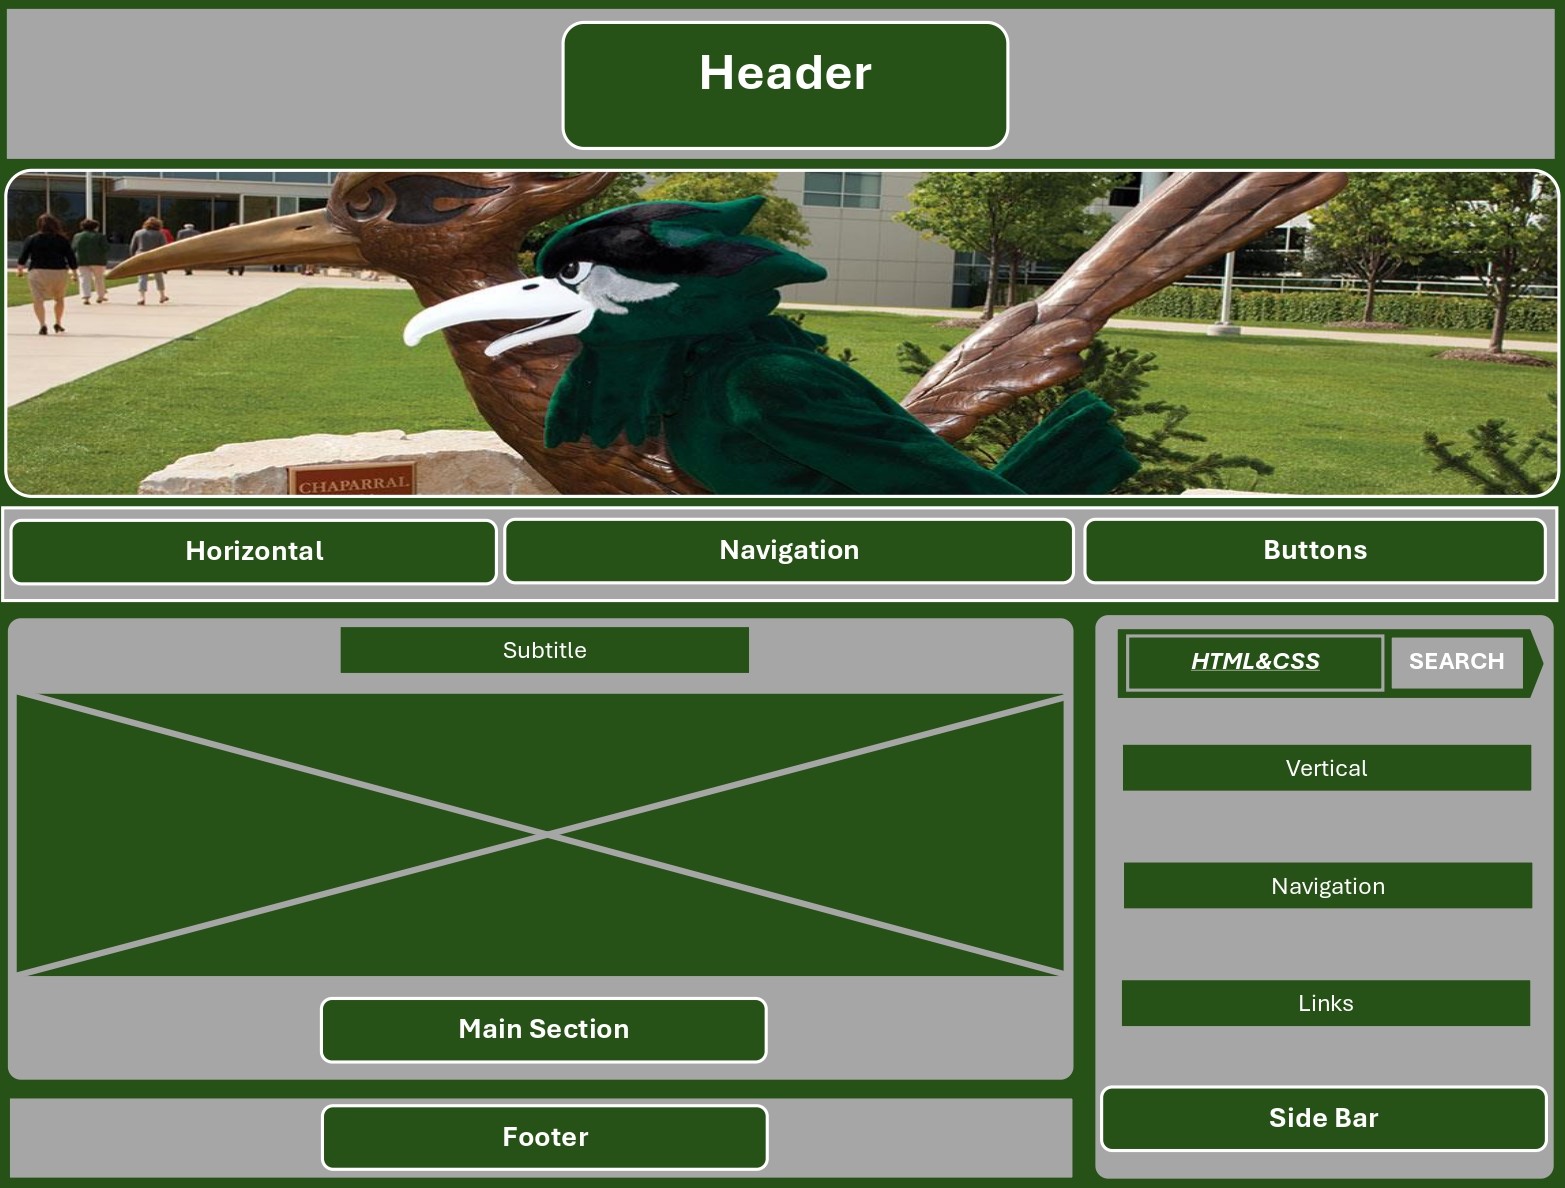 Header
CHAPARRAL
Horizontal
Navigation
Buttons
Subtitle
HTML&CSS
SEARCH
Vertical
Navigation
Links
Main Section
Side Bar
Footer